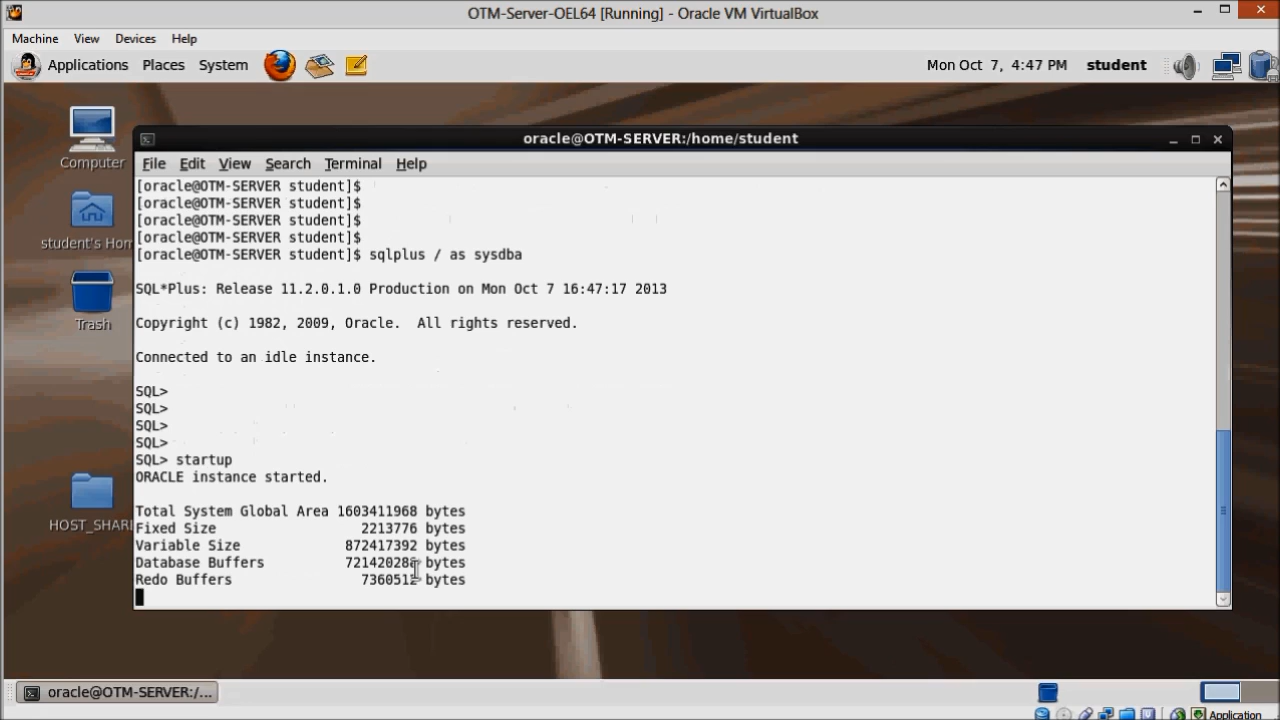 OTM-Server-OEL64 [Running] - Oracle VM VirtualBox
Machine View Devices Help
Applications Places System Mon Oct 7, 4:47 PM student
Computer
student's Hom
Trash
HOST_SHARE
oracle@OTM-SERVER:/home/student
File Edit View Search Terminal Help
[oracle@OTM-SERVER student]$
[oracle@OTM-SERVER student]$
[oracle@OTM-SERVER student]$
[oracle@OTM-SERVER student]$
[oracle@OTM-SERVER student]$ sqlplus / as sysdba
SQL*Plus: Release 11.2.0.1.0 Production on Mon Oct 7 16:47:17 2013
Copyright (c) 1982, 2009, Oracle. All rights reserved.
Connected to an idle instance.
SQL>
SQL>
SQL>
SQL>
SQL> startup
ORACLE instance started.
Total System Global Area 1603411968 bytes
Fixed Size 2213776 bytes
Variable Size 872417392 bytes
Database Buffers 721420288 bytes
Redo Buffers 7360512 bytes
oracle@OTM-SERVER:/...
Application